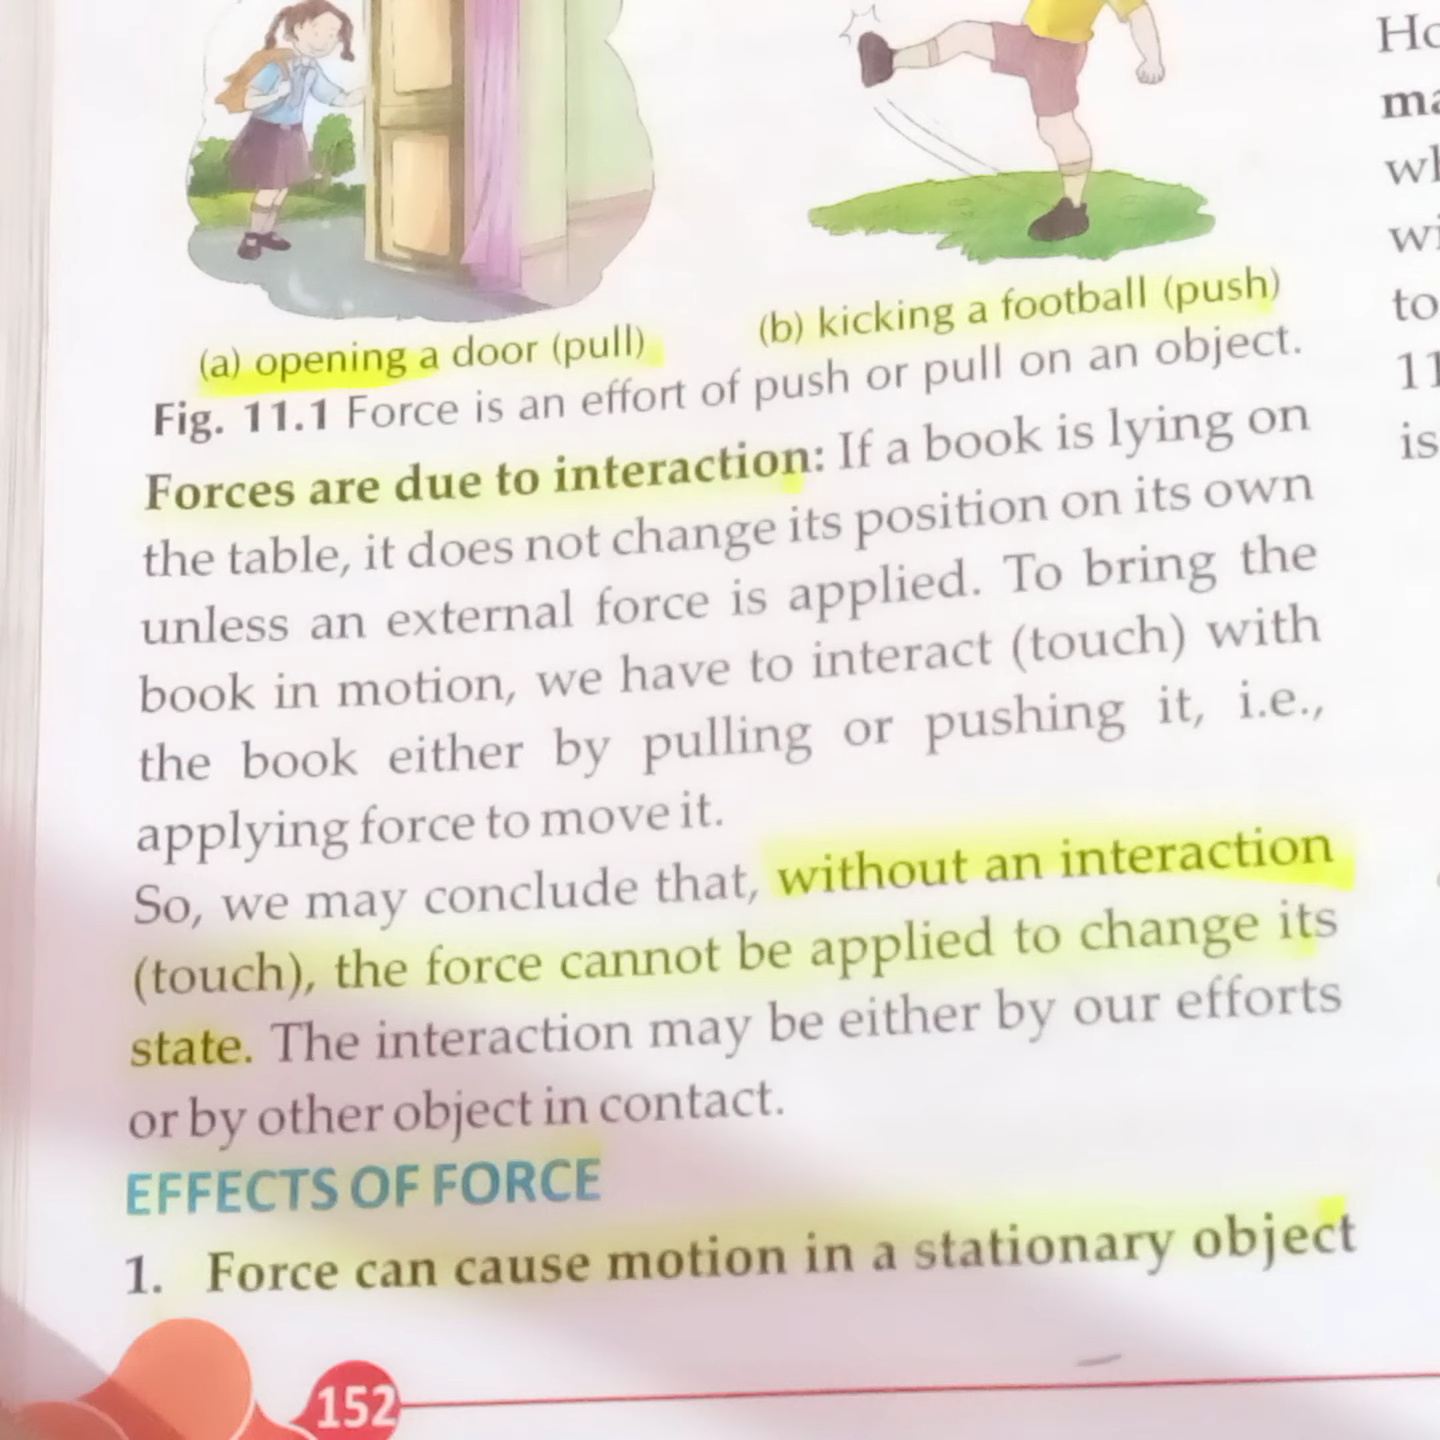 (a) opening a door (pull)
(b) kicking a football (push)
Fig. 11.1 Force is an effort of push or pull on an object.
Forces are due to interaction: If a book is lying on
the table, it does not change its position on its own
unless an external force is applied. To bring the
book in motion, we have to interact (touch) with
the book either by pulling or pushing it, i.e.,
applying force to move it.
So, we may conclude that, without an interaction
(touch), the force cannot be applied to change its
state. The interaction may be either by our efforts
or by other object in contact.
EFFECTS OF FORCE
1. Force can cause motion in a stationary object
152
to
11
is